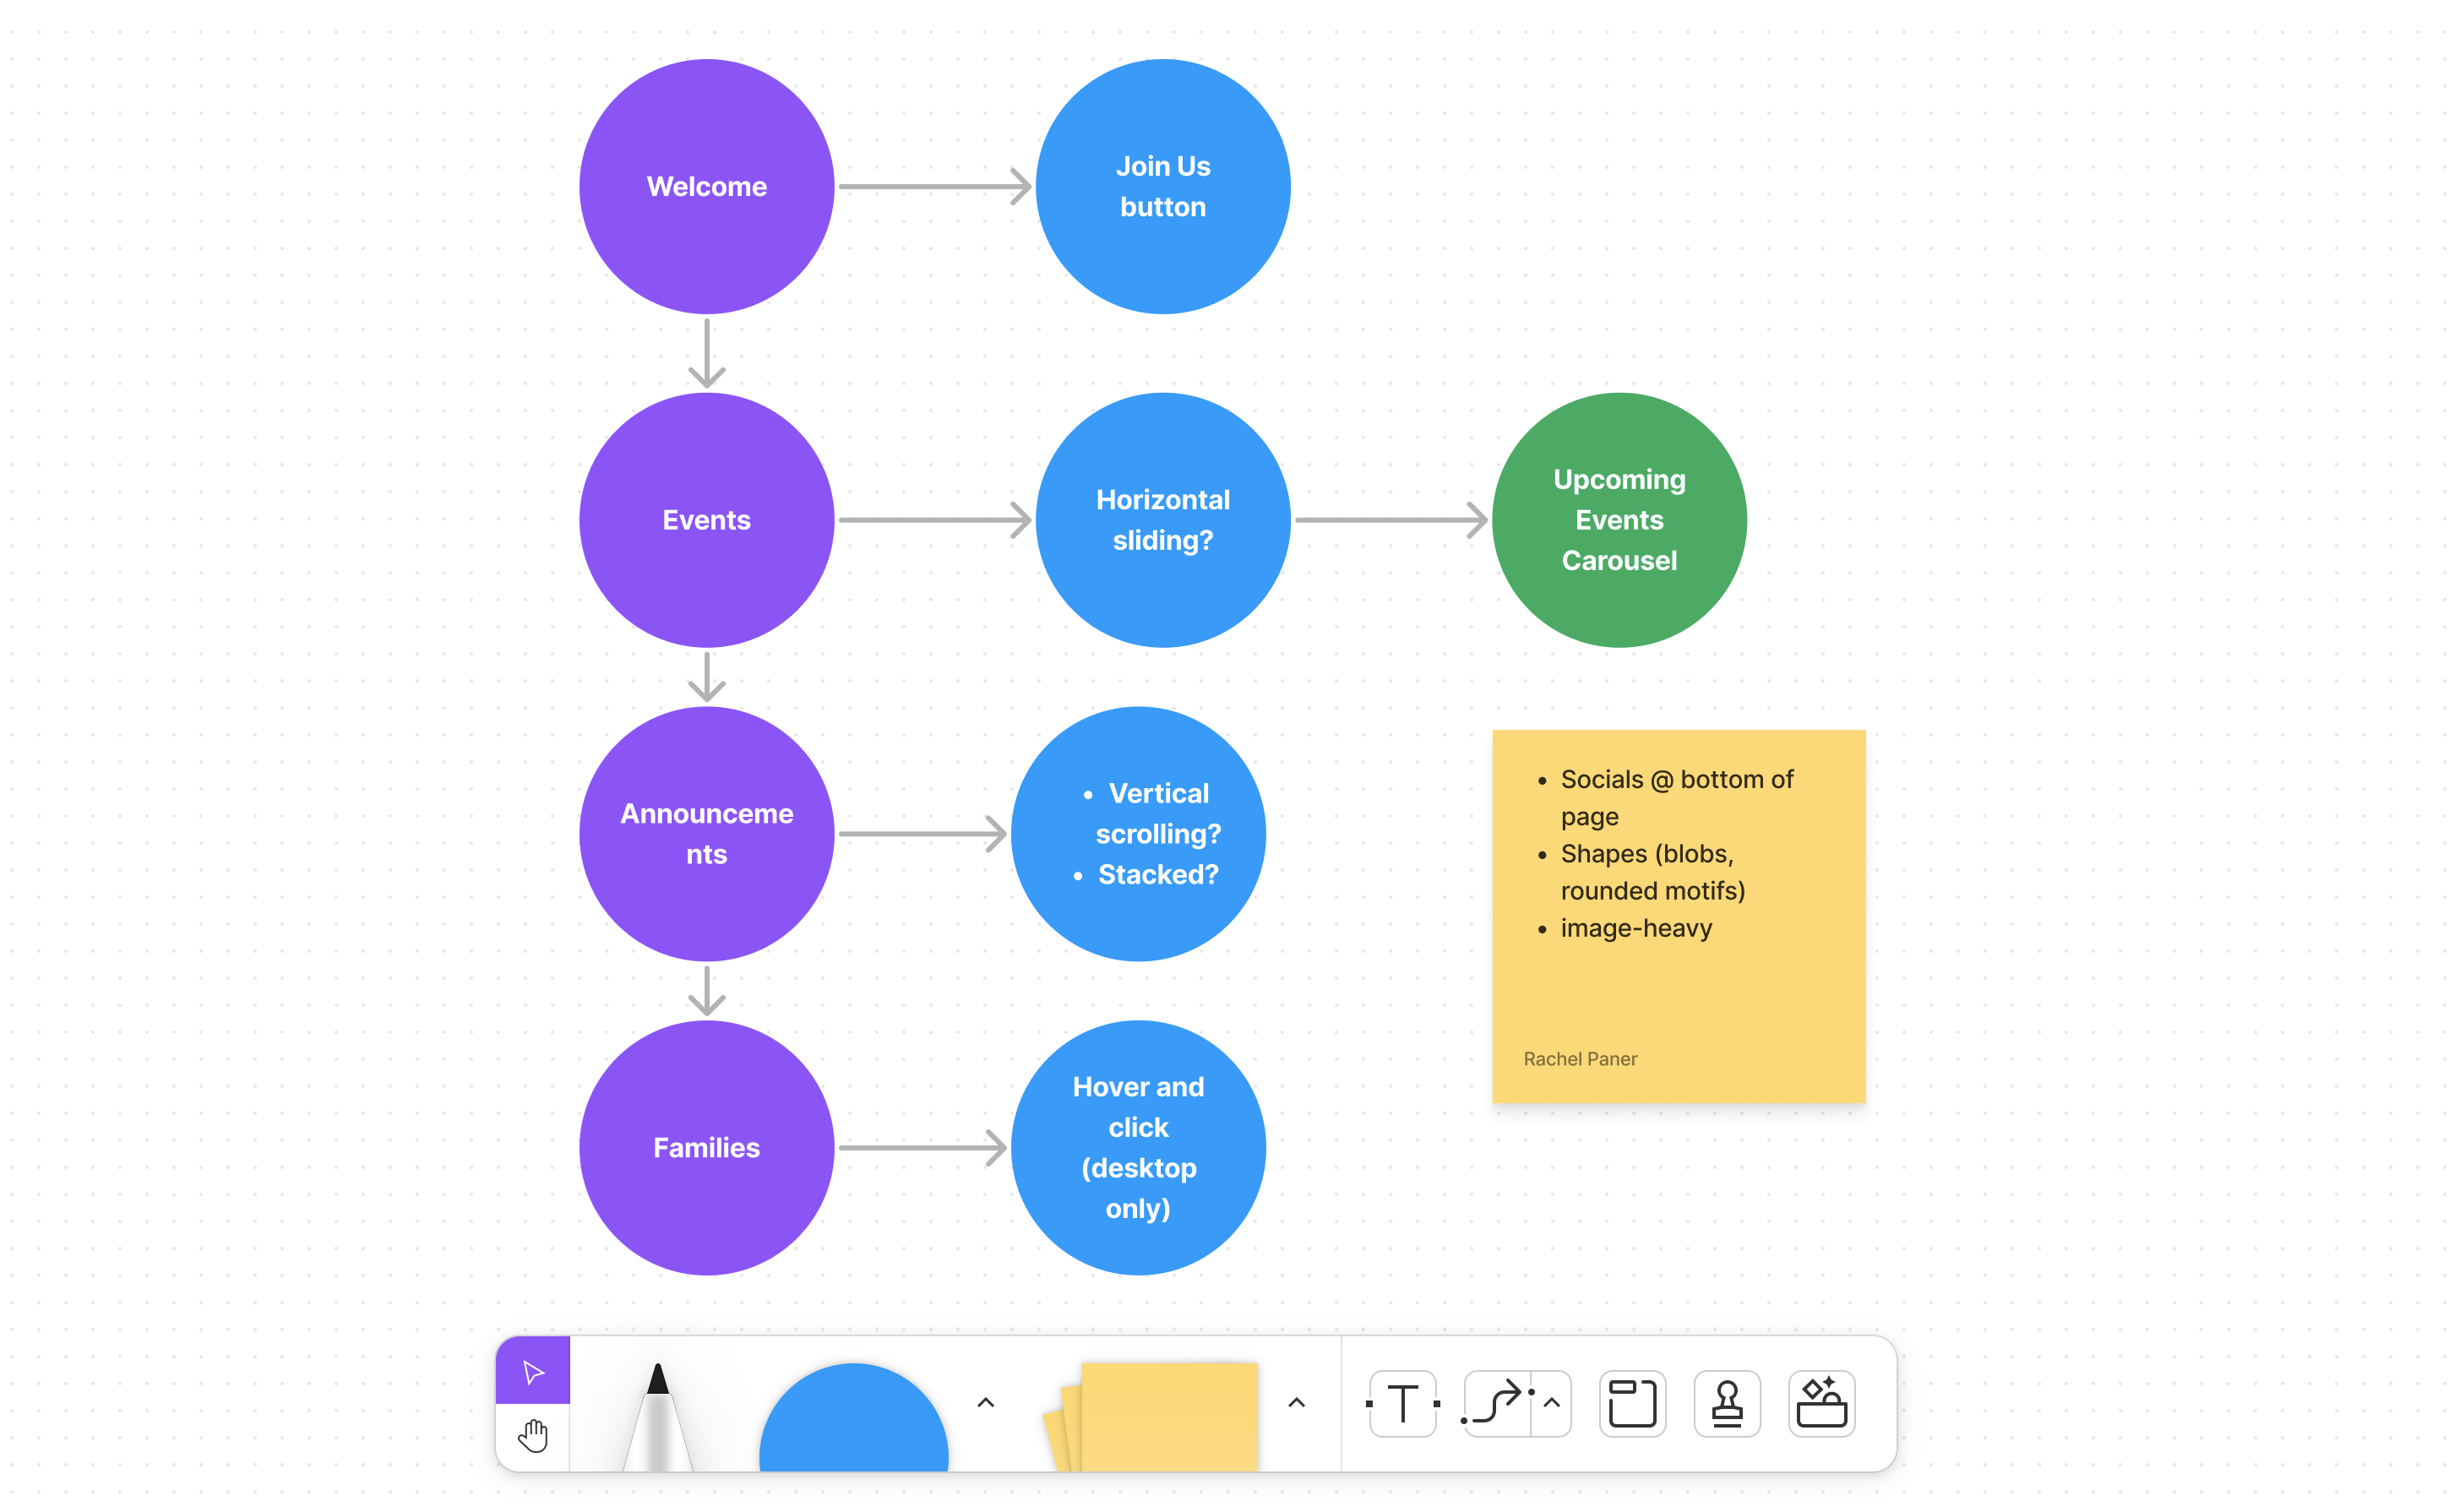 Welcome
Join Us
button
Events
Horizontal
sliding?
Upcoming
Events
Carousel
Announceme
nts
• Vertical
scrolling?
• Stacked?
• Socials @ bottom of
page
• Shapes (blobs,
rounded motifs)
• image-heavy
Rachel Paner
Families
Hover and
click
(desktop
only)
T